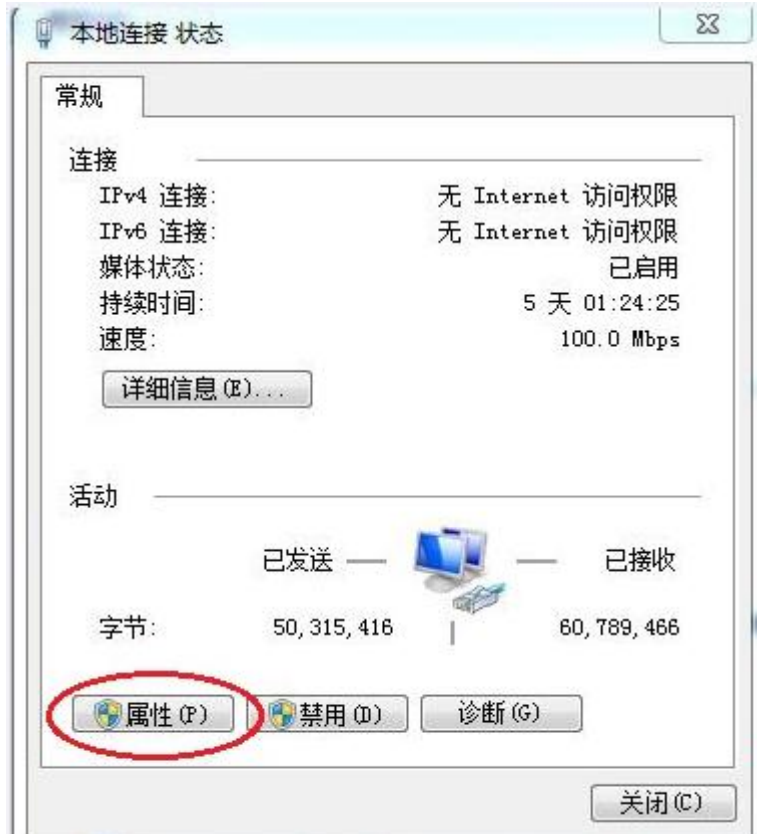 本地连接 状态
常规
连接
IPv4 连接: 无 Internet 访问权限
IPv6 连接: 无 Internet 访问权限
媒体状态: 已启用
持续时间: 5 天 01:24:25
速度: 100.0 Mbps
详细信息(E)...
活动
已发送 已接收
字节: 50,315,416 60,789,466
属性(P) 禁用(D) 诊断(G)
关闭(C)